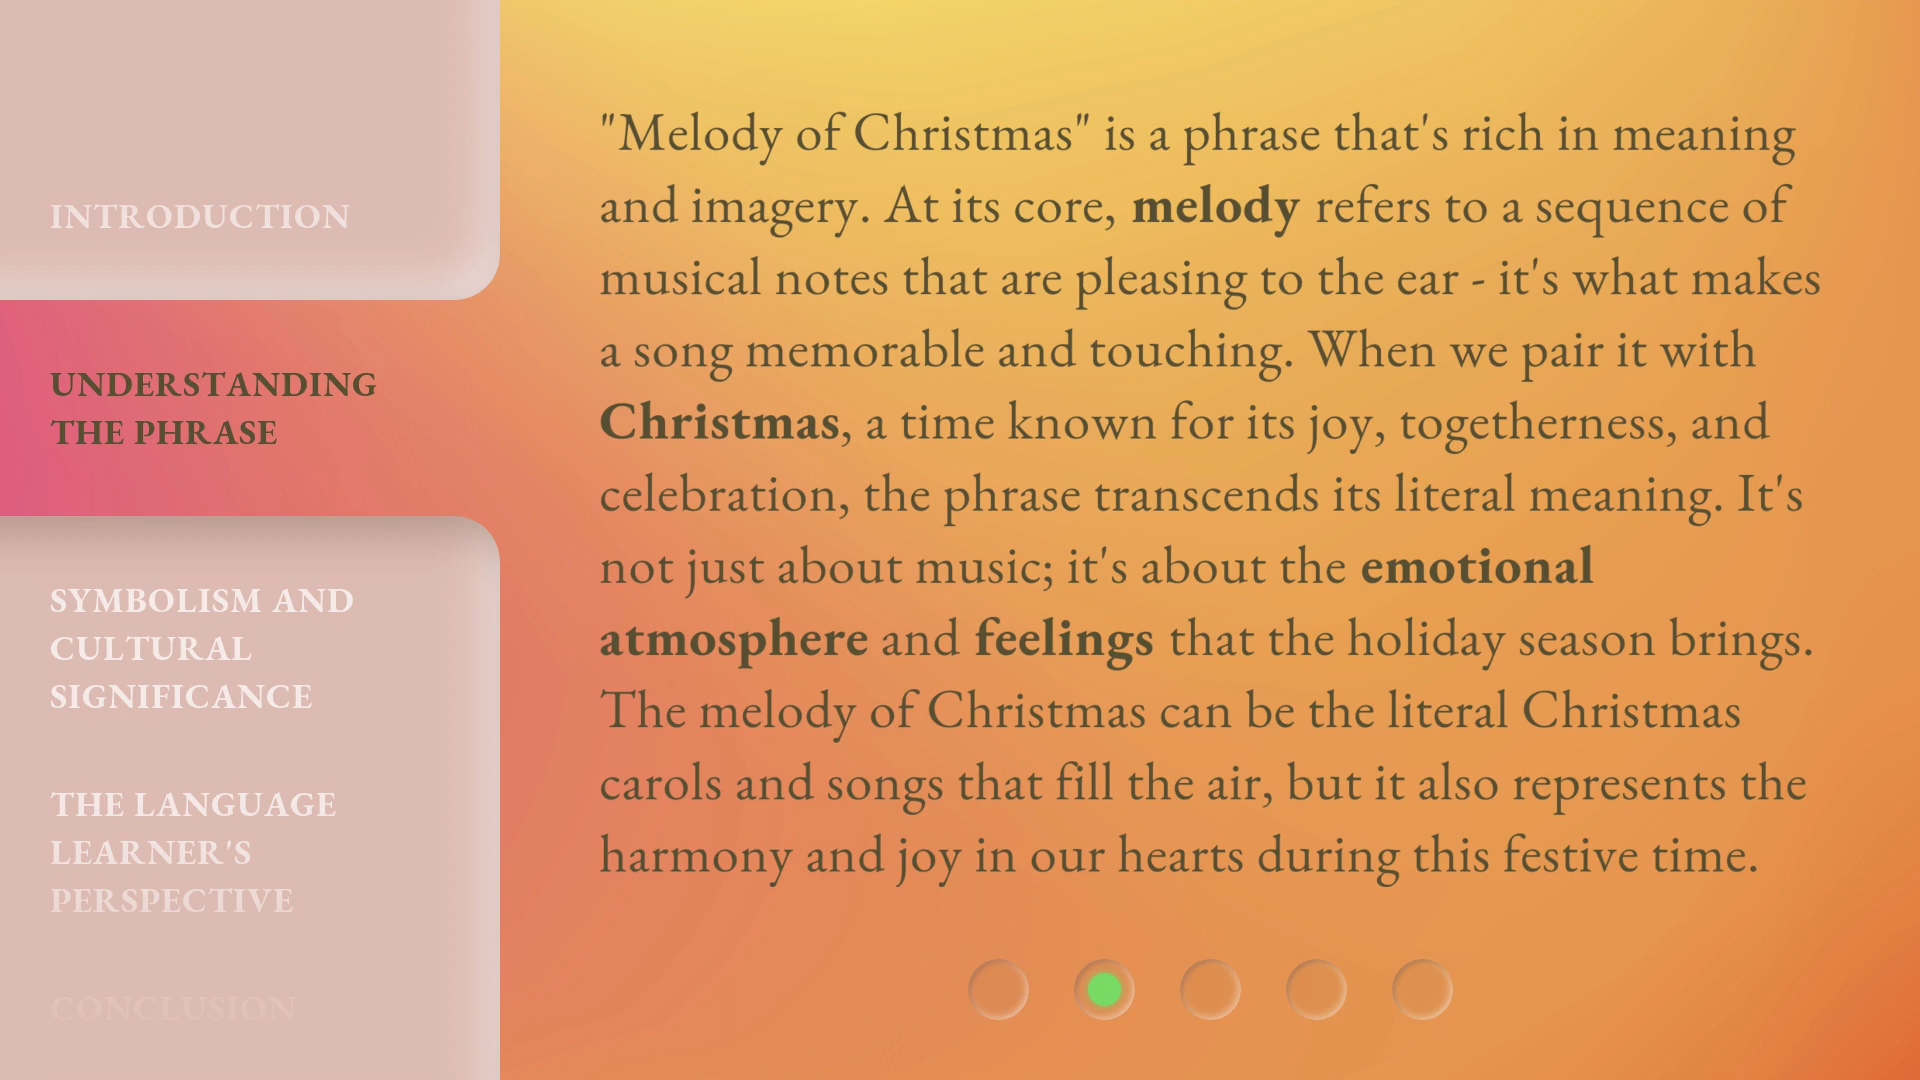 INTRODUCTION
UNDERSTANDING
THE PHRASE
SYMBOLISM AND
CULTURAL
SIGNIFICANCE
THE LANGUAGE
LEARNER'S
PERSPECTIVE
CONCLUSION
"Melody of Christmas" is a phrase that's rich in meaning
and imagery. At its core, melody refers to a sequence of
musical notes that are pleasing to the ear - it's what makes
a song memorable and touching. When we pair it with
Christmas, a time known for its joy, togetherness, and
celebration, the phrase transcends its literal meaning. It's
not just about music; it's about the emotional
atmosphere and feelings that the holiday season brings.
The melody of Christmas can be the literal Christmas
carols and songs that fill the air, but it also represents the
harmony and joy in our hearts during this festive time.